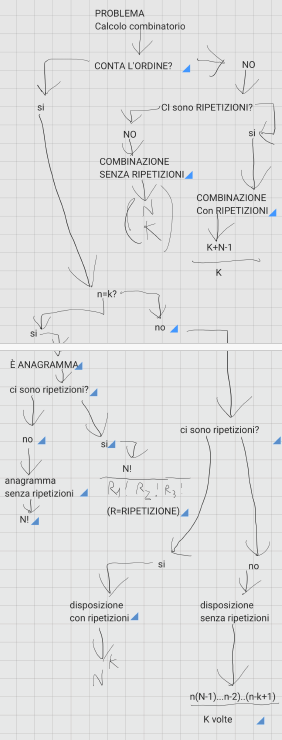 PROBLEMA
Calcolo combinatorio
CONTA L'ORDINE?
NO
si
CI sono RIPETIZIONI?
NO
si
COMBINAZIONE
SENZA RIPETIZIONI
COMBINAZIONE
Con RIPETIZIONI
N
K
K+N-1
K
n=k?
si
no
È ANAGRAMMA
ci sono ripetizioni?
ci sono ripetizioni?
no
si
N!
anagramma
senza ripetizioni
N!
R1! R2! R3!
(R=RIPETIZIONE)
si
no
disposizione
con ripetizioni
disposizione
senza ripetizioni
N K
n(N-1)...n-2)..(n-k+1)
K volte